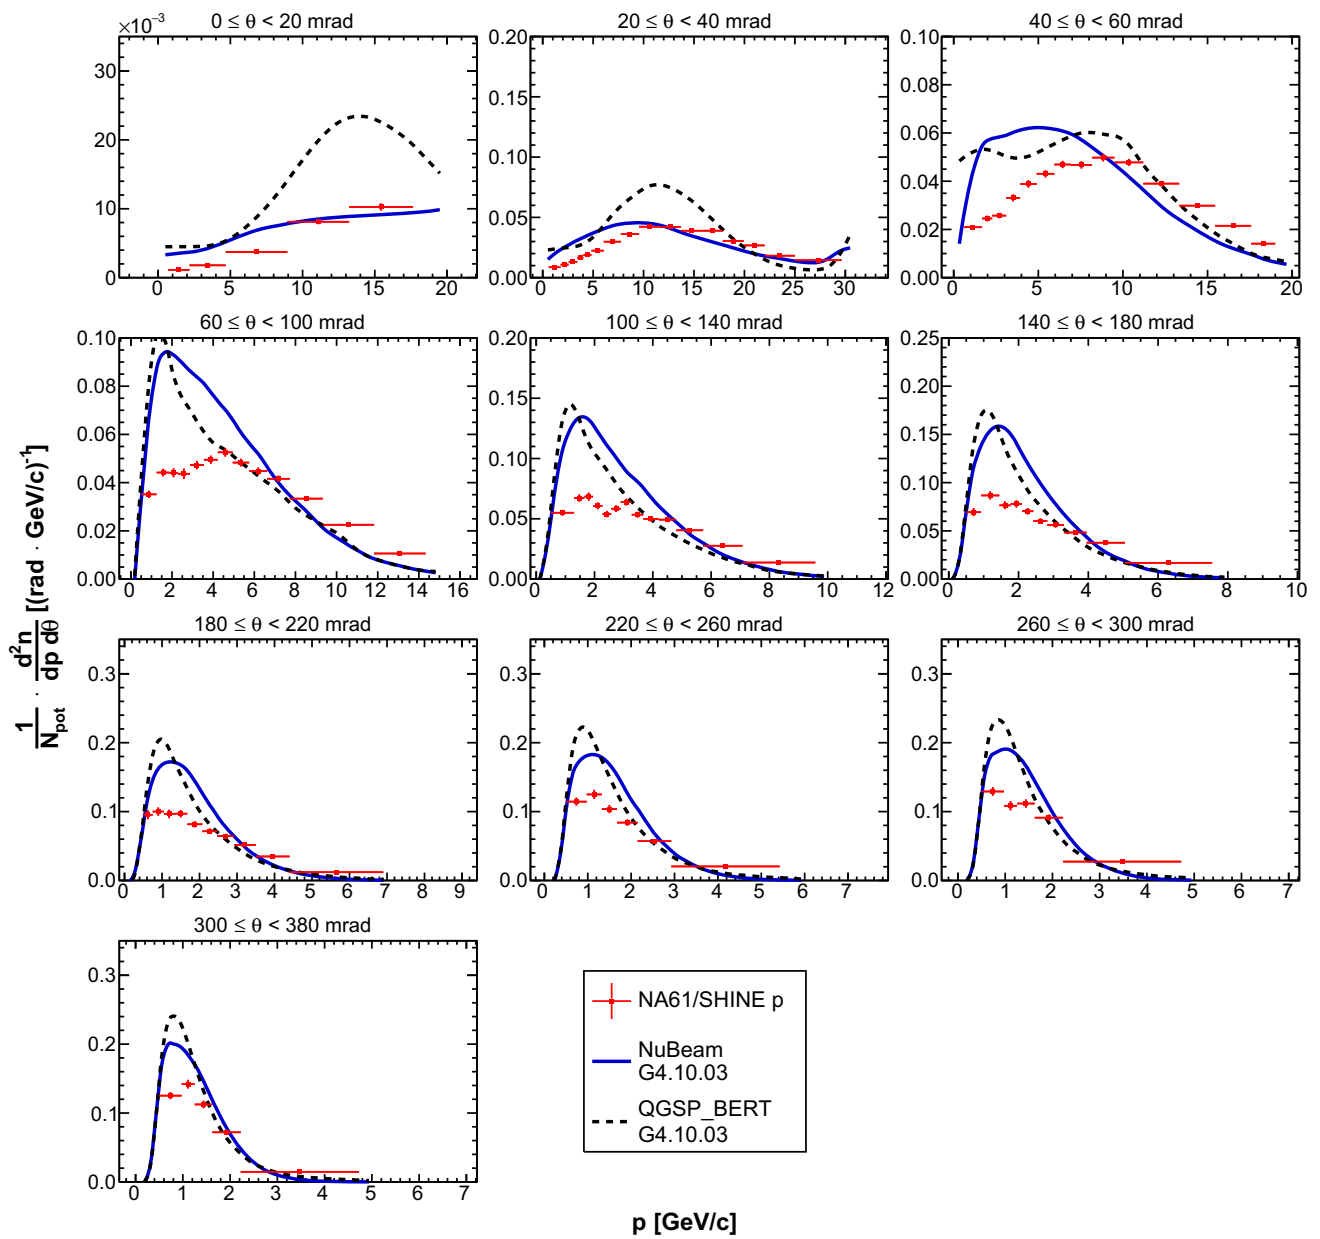 ×10⁻³
0 ≤ θ < 20 mrad
20 ≤ θ < 40 mrad
40 ≤ θ < 60 mrad
30
20
10
0
0 5 10 15 20
0.20
0.15
0.10
0.05
0.00
0 5 10 15 20 25 30
0.10
0.08
0.06
0.04
0.02
0.00
0 5 10 15 20
60 ≤ θ < 100 mrad
100 ≤ θ < 140 mrad
140 ≤ θ < 180 mrad
0.10
0.08
0.06
0.04
0.02
0.00
0 2 4 6 8 10 12 14 16
0.20
0.15
0.10
0.05
0.00
0 2 4 6 8 10 12
0.25
0.20
0.15
0.10
0.05
0.00
0 2 4 6 8 10
180 ≤ θ < 220 mrad
220 ≤ θ < 260 mrad
260 ≤ θ < 300 mrad
0.3
0.2
0.1
0.0
0 1 2 3 4 5 6 7 8 9
0.3
0.2
0.1
0.0
0 1 2 3 4 5 6 7
0.3
0.2
0.1
0.0
0 1 2 3 4 5 6 7
300 ≤ θ < 380 mrad
0.3
0.2
0.1
0.0
0 1 2 3 4 5 6 7
NA61/SHINE p
NuBeam
G4.10.03
QGSP_BERT
G4.10.03
p [GeV/c]
1/N_pot · d²n/dp dθ [(rad · GeV/c)⁻¹]